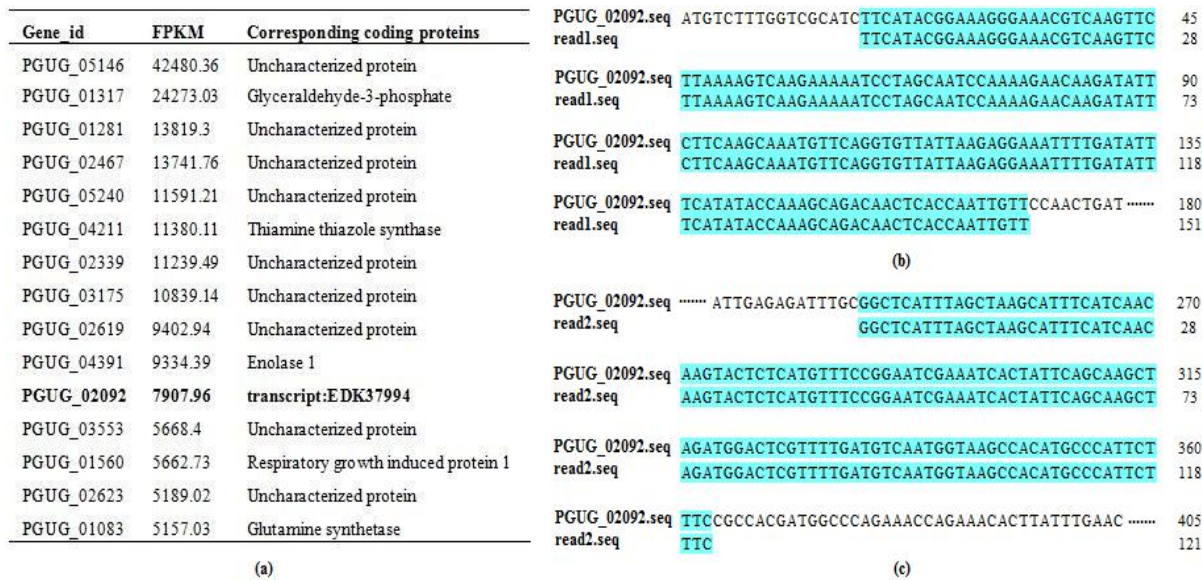 Gene_id FPKM Corresponding coding proteins
PGUG_05146 42480.36 Uncharacterized protein
PGUG_01317 24273.03 Glyceraldehyde-3-phosphate
PGUG_01281 13819.3 Uncharacterized protein
PGUG_02467 13741.76 Uncharacterized protein
PGUG_05240 11591.21 Uncharacterized protein
PGUG_04211 11380.11 Thiamine thiazole synthase
PGUG_02339 11239.49 Uncharacterized protein
PGUG_03175 10839.14 Uncharacterized protein
PGUG_02619 9402.94 Uncharacterized protein
PGUG_04391 9334.39 Enolase 1
PGUG_02092 7907.96 transcript:EDK37994
PGUG_03553 5668.4 Uncharacterized protein
PGUG_01560 5662.73 Respiratory growth induced protein 1
PGUG_02623 5189.02 Uncharacterized protein
PGUG_01083 5157.03 Glutamine synthetase
(a)
PGUG_02092.seq ATGTCTTTGGTCGCATCTTCATACGGAAAGGGAAACGTCAAGTTC 45
read1.seq TTCATACGGAAAGGGAAACGTCAAGTTC 28
PGUG_02092.seq TTAAAAGTCAAGAAAAATCCTAGCAATCCAAAAGAACAAGATATT 90
read1.seq TTAAAAGTCAAGAAAAATCCTAGCAATCCAAAAGAACAAGATATT 73
PGUG_02092.seq CTTCAAGCAAATGTTCAGGTGTTATTAAGAGGAAATTTTGATATT 135
read1.seq CTTCAAGCAAATGTTCAGGTGTTATTAAGAGGAAATTTTGATATT 118
PGUG_02092.seq TCATATACCAAAGCAGACAACTCACCAATTGTTCCAACTGAT ······ 180
read1.seq TCATATACCAAAGCAGACAACTCACCAATTGTT 151
(b)
PGUG_02092.seq ······ ATTGAGAGATTTGCGGCTCATTTAGCTAAGCATTTCATCAAC 270
read2.seq GGCTCATTTAGCTAAGCATTTCATCAAC 28
PGUG_02092.seq AAGTACTCTCATGTTTCCGGAATCGAAATCACTATTCAGCAAGCT 315
read2.seq AAGTACTCTCATGTTTCCGGAATCGAAATCACTATTCAGCAAGCT 73
PGUG_02092.seq AGATGGACTCGTTTTGATGTCAATGGTAAGCCACATGCCCATTCT 360
read2.seq AGATGGACTCGTTTTGATGTCAATGGTAAGCCACATGCCCATTCT 118
PGUG_02092.seq TTCCGCCACGATGGCCCAGAAACCAGAAACACTTATTTGAAC ······ 405
read2.seq TTC 121
(c)